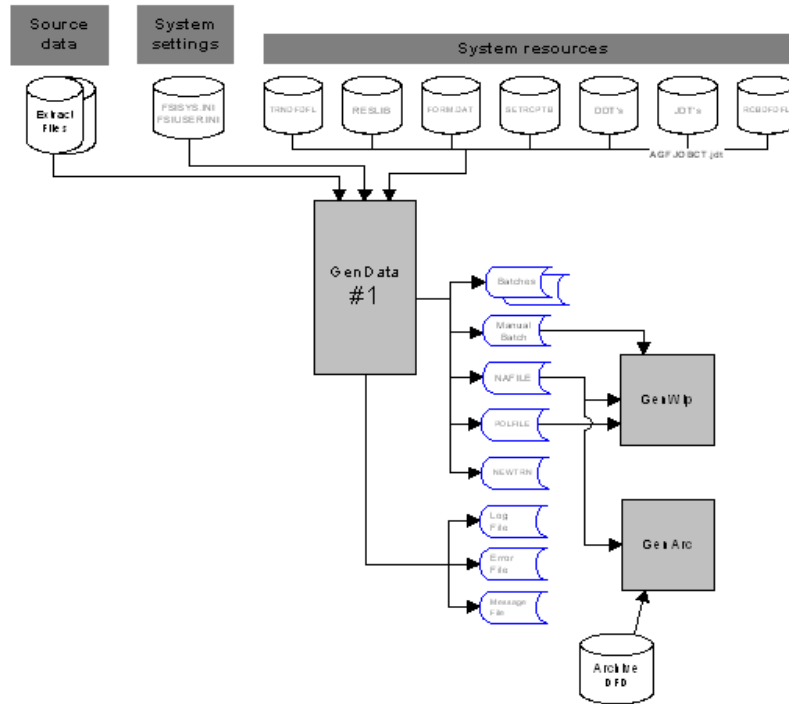 Source
data
System
settings
System resources
Extract
Files
FSISYS.INI
FSIUSER.INI
TRNDFDFL
RESLIB
FORM.DAT
SETRCPTB
DDT's
JDT's
RCBDFDFL
AGFJOBCT.jdt
GenData
#1
Batches
Manual
Batch
NAFILE
POLFILE
NEWTRN
GenWip
Log
File
Error
File
Message
File
GenArc
Archive
DFD